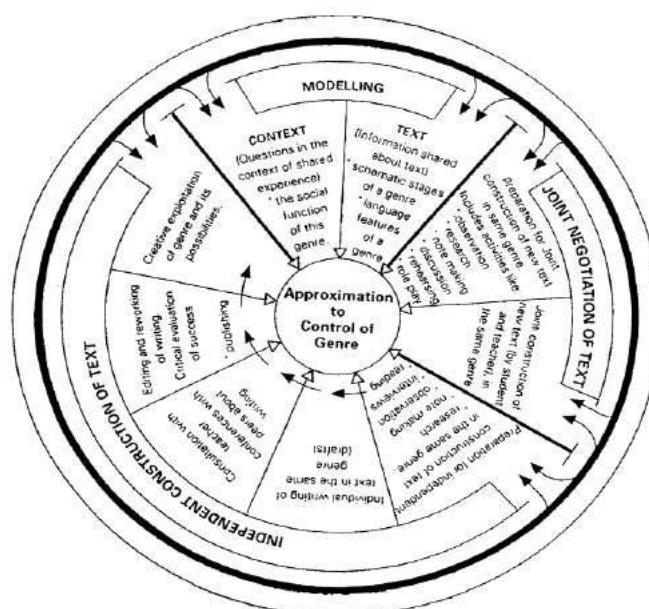 MODELLING
CONTEXT
(Questions in the
context of shared
experience)
* the social
function of
this genre.
TEXT
(Information shared
about text)
* schematic stages
of a genre
* language
features
of a
genre
JOINT NEGOTIATION OF TEXT
preparation for Joint
construction of new text
in same genre.
Includes activities like
* observation
* research
* note making
* discussion
* rehearsing
role play
Joint construction of
new text (by student
and teacher), in
the same genre
INDEPENDENT CONSTRUCTION OF TEXT
Preparation for independent
construction of text
in the same genre
* research
* note making
* observation
* interviews
reading
Individual writing of
text in the same
genre
(drafts)
Consultation with
teacher
conferences with
peers about
writing
Editing and reworking
of writing
Critical evaluation
of success
* publishing
Creative exploitation
of genre and its
possibilities.
Approximation
to
Control of
Genre